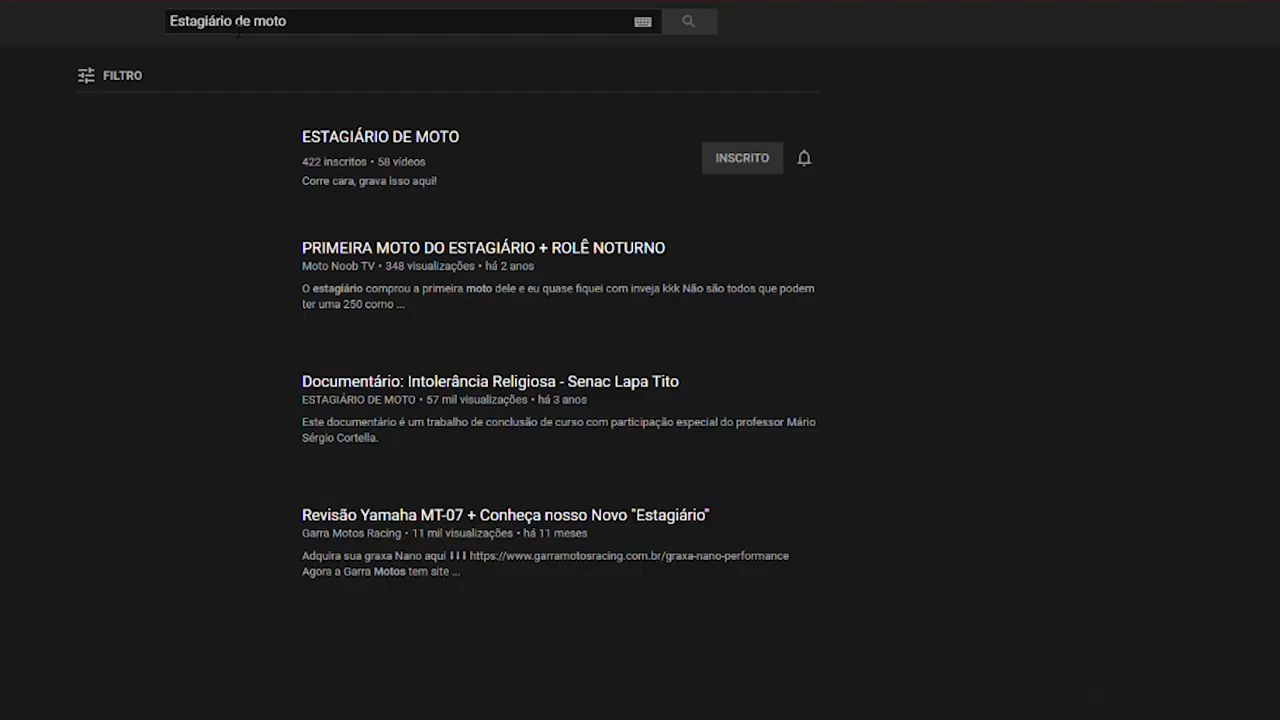 Estagiário de moto
FILTRO
ESTAGIÁRIO DE MOTO
422 inscritos • 58 vídeos
Corre cara, grava isso aqui!
INSCRITO
PRIMEIRA MOTO DO ESTAGIÁRIO + ROLÊ NOTURNO
Moto Noob TV • 348 visualizações • há 2 anos
O estagiário comprou a primeira moto dele e eu quase fiquei com inveja kkk Não são todos que podem
ter uma 250 como ...
Documentário: Intolerância Religiosa - Senac Lapa Tito
ESTAGIÁRIO DE MOTO • 57 mil visualizações • há 3 anos
Este documentário é um trabalho de conclusão de curso com participação especial do professor Mário
Sérgio Cortella.
Revisão Yamaha MT-07 + Conheça nosso Novo "Estagiário"
Garra Motos Racing • 11 mil visualizações • há 11 meses
Adquira sua graxa Nano aqui ⬇⬇⬇ https://www.garramotosracing.com.br/graxa-nano-performance
Agora a Garra Motos tem site ...